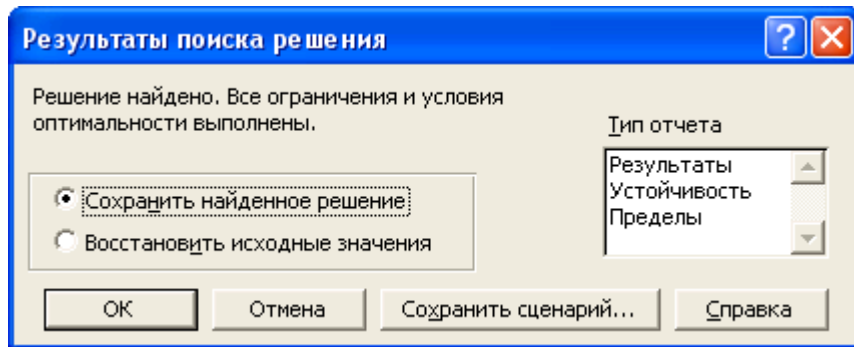 Результаты поиска решения
Решение найдено. Все ограничения и условия
оптимальности выполнены.
Тип отчета
Результаты
Устойчивость
Пределы
Сохранить найденное решение
Восстановить исходные значения
ОК
Отмена
Сохранить сценарий...
Справка